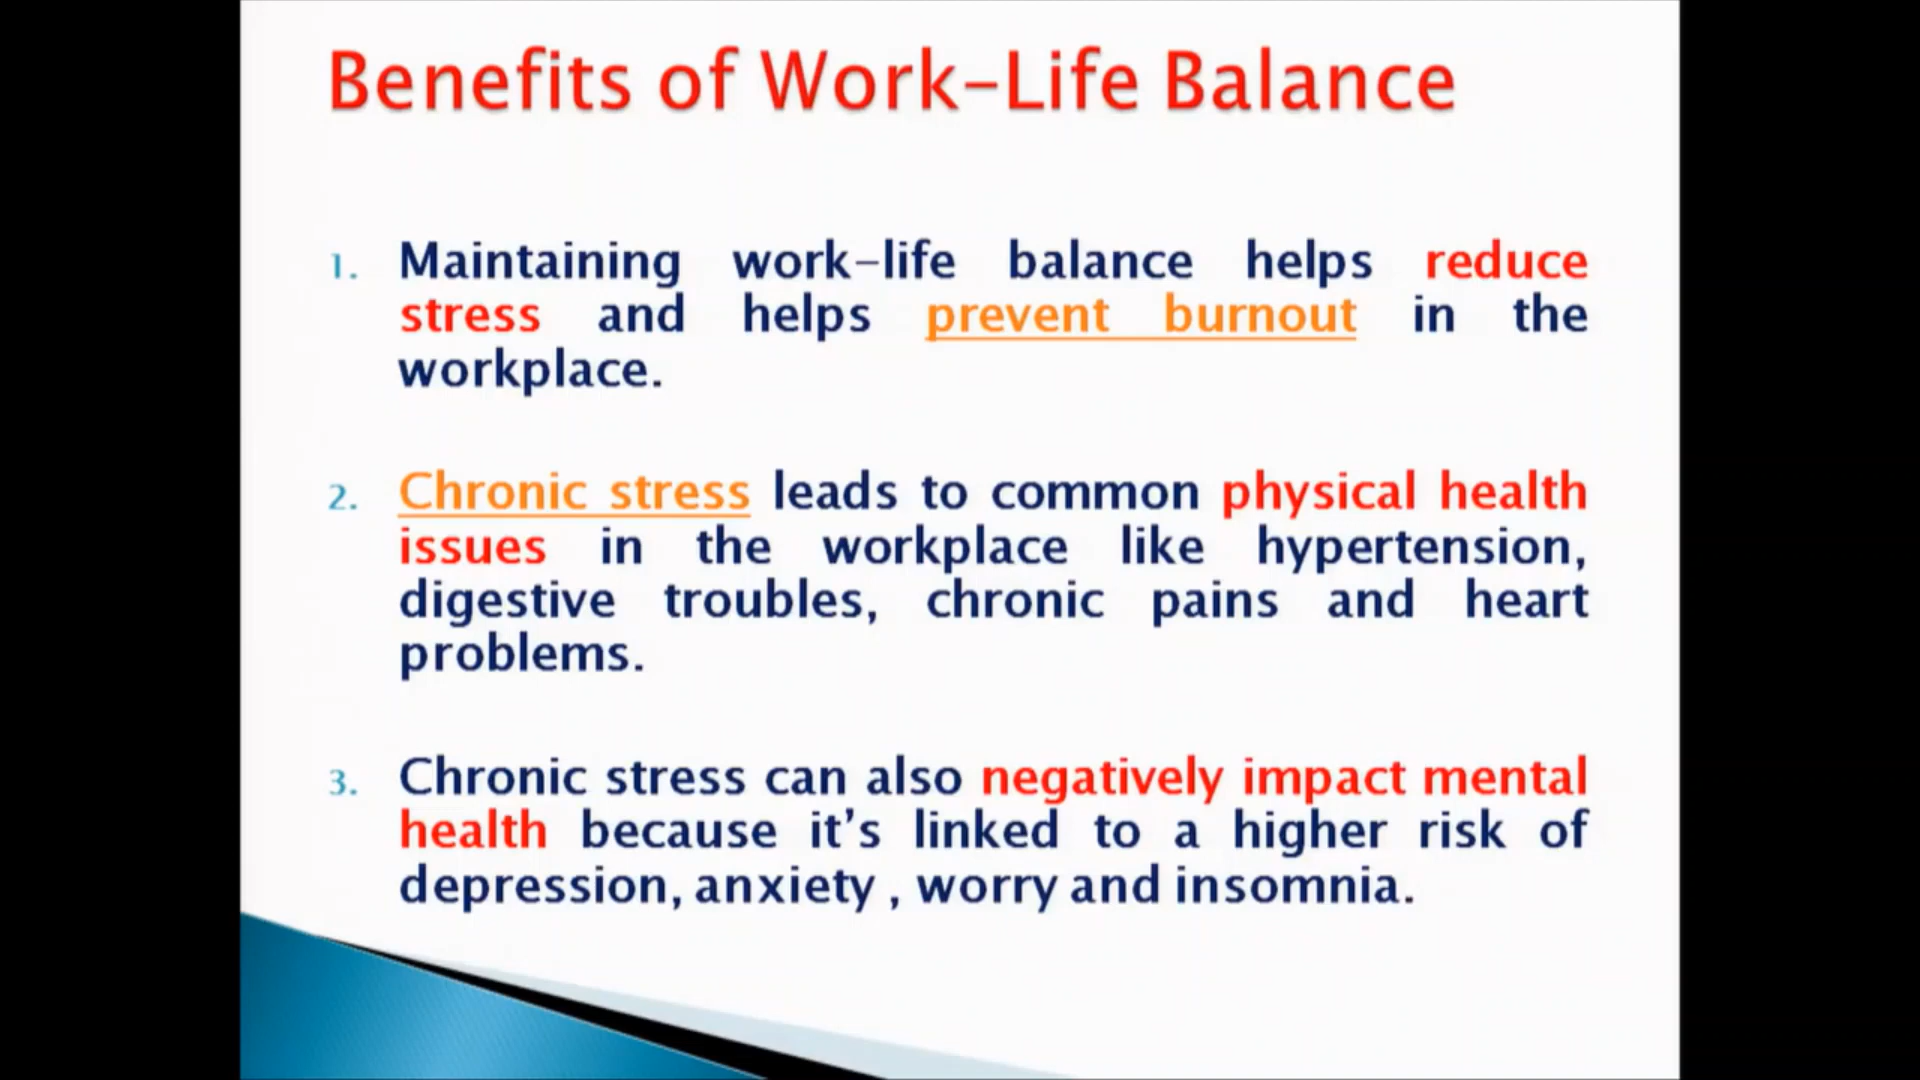 Benefits of Work-Life Balance
1. Maintaining work-life balance helps reduce
stress and helps prevent burnout in the
workplace.
2. Chronic stress leads to common physical health
issues in the workplace like hypertension,
digestive troubles, chronic pains and heart
problems.
3. Chronic stress can also negatively impact mental
health because it’s linked to a higher risk of
depression, anxiety , worry and insomnia.